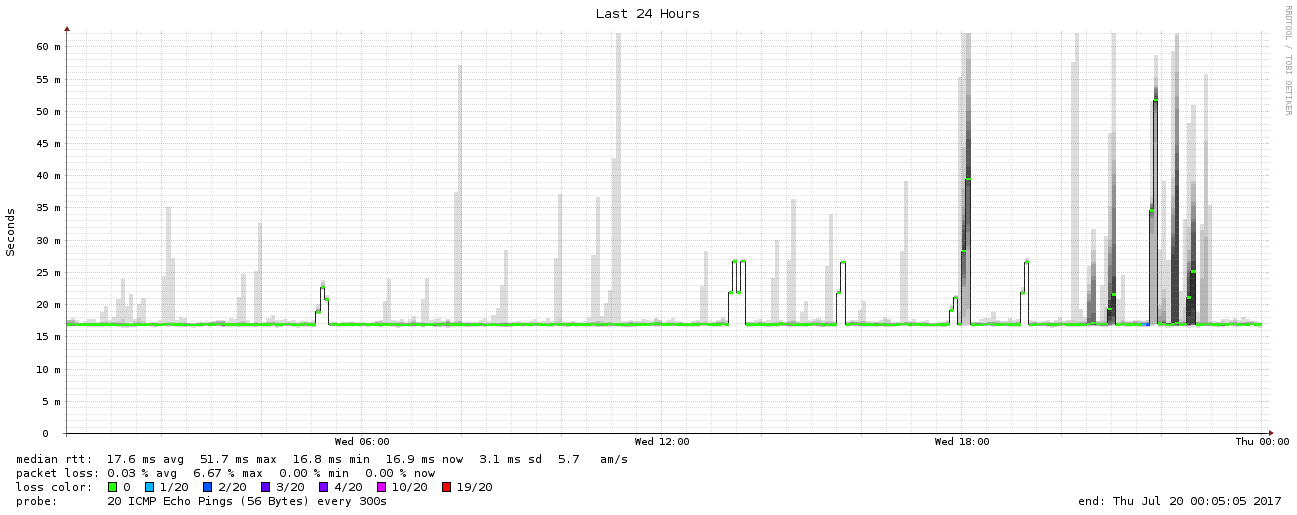 Last 24 Hours
RRDTOOL / TOBI OETIKER
Seconds
60 m
55 m
50 m
45 m
40 m
35 m
30 m
25 m
20 m
15 m
10 m
5 m
0
Wed 06:00 Wed 12:00 Wed 18:00 Thu 00:00
median rtt: 17.6 ms avg 51.7 ms max 16.8 ms min 16.9 ms now 3.1 ms sd 5.7 am/s
packet loss: 0.03 % avg 6.67 % max 0.00 % min 0.00 % now
loss color: 0 1/20 2/20 3/20 4/20 10/20 19/20
probe: 20 ICMP Echo Pings (56 Bytes) every 300s end: Thu Jul 20 00:05:05 2017